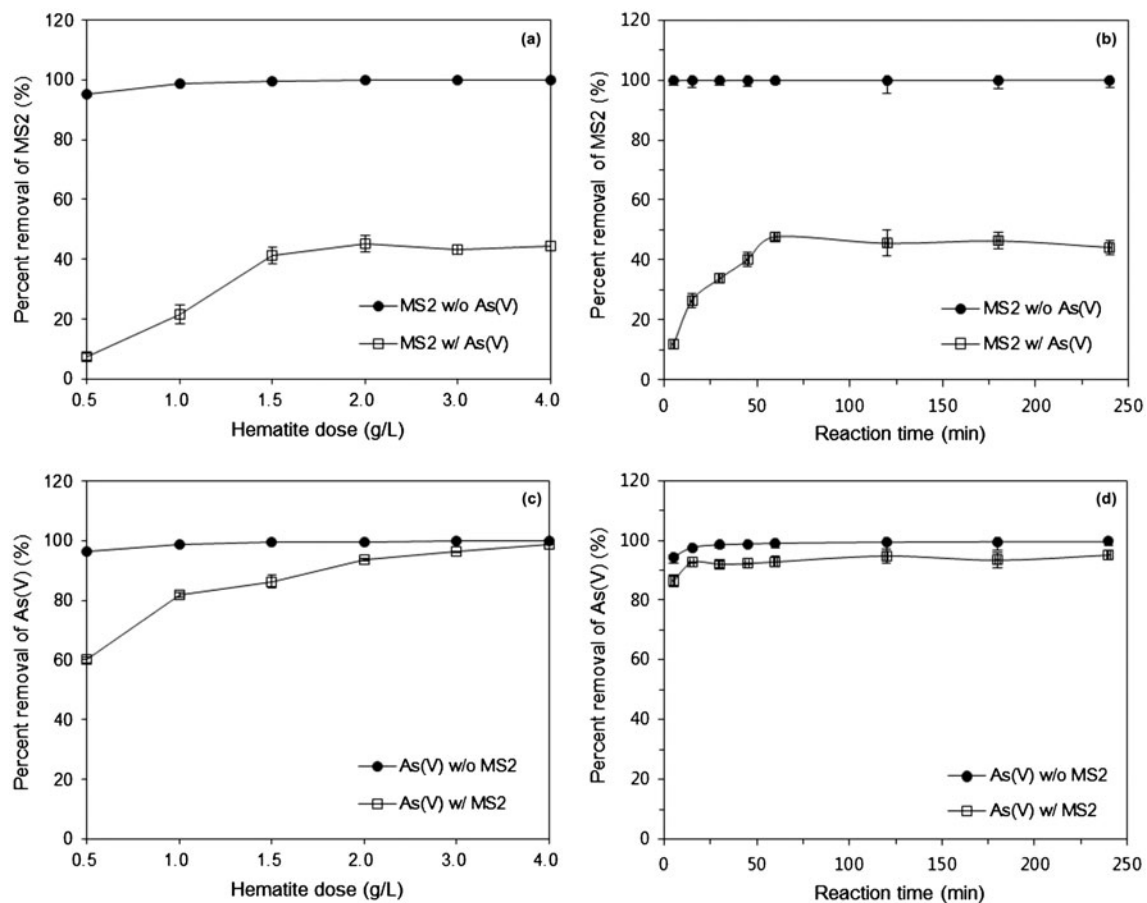 120
100
80
60
40
20
0
Percent removal of MS2 (%)
(a)
MS2 w/o As(V)
MS2 w/ As(V)
0.5 1.0 1.5 2.0 3.0 4.0
Hematite dose (g/L)
120
100
80
60
40
20
0
Percent removal of MS2 (%)
(b)
MS2 w/o As(V)
MS2 w/ As(V)
0 50 100 150 200 250
Reaction time (min)
120
100
80
60
40
20
0
Percent removal of As(V) (%)
(c)
As(V) w/o MS2
As(V) w/ MS2
0.5 1.0 1.5 2.0 3.0 4.0
Hematite dose (g/L)
120
100
80
60
40
20
0
Percent removal of As(V) (%)
(d)
As(V) w/o MS2
As(V) w/ MS2
0 50 100 150 200 250
Reaction time (min)